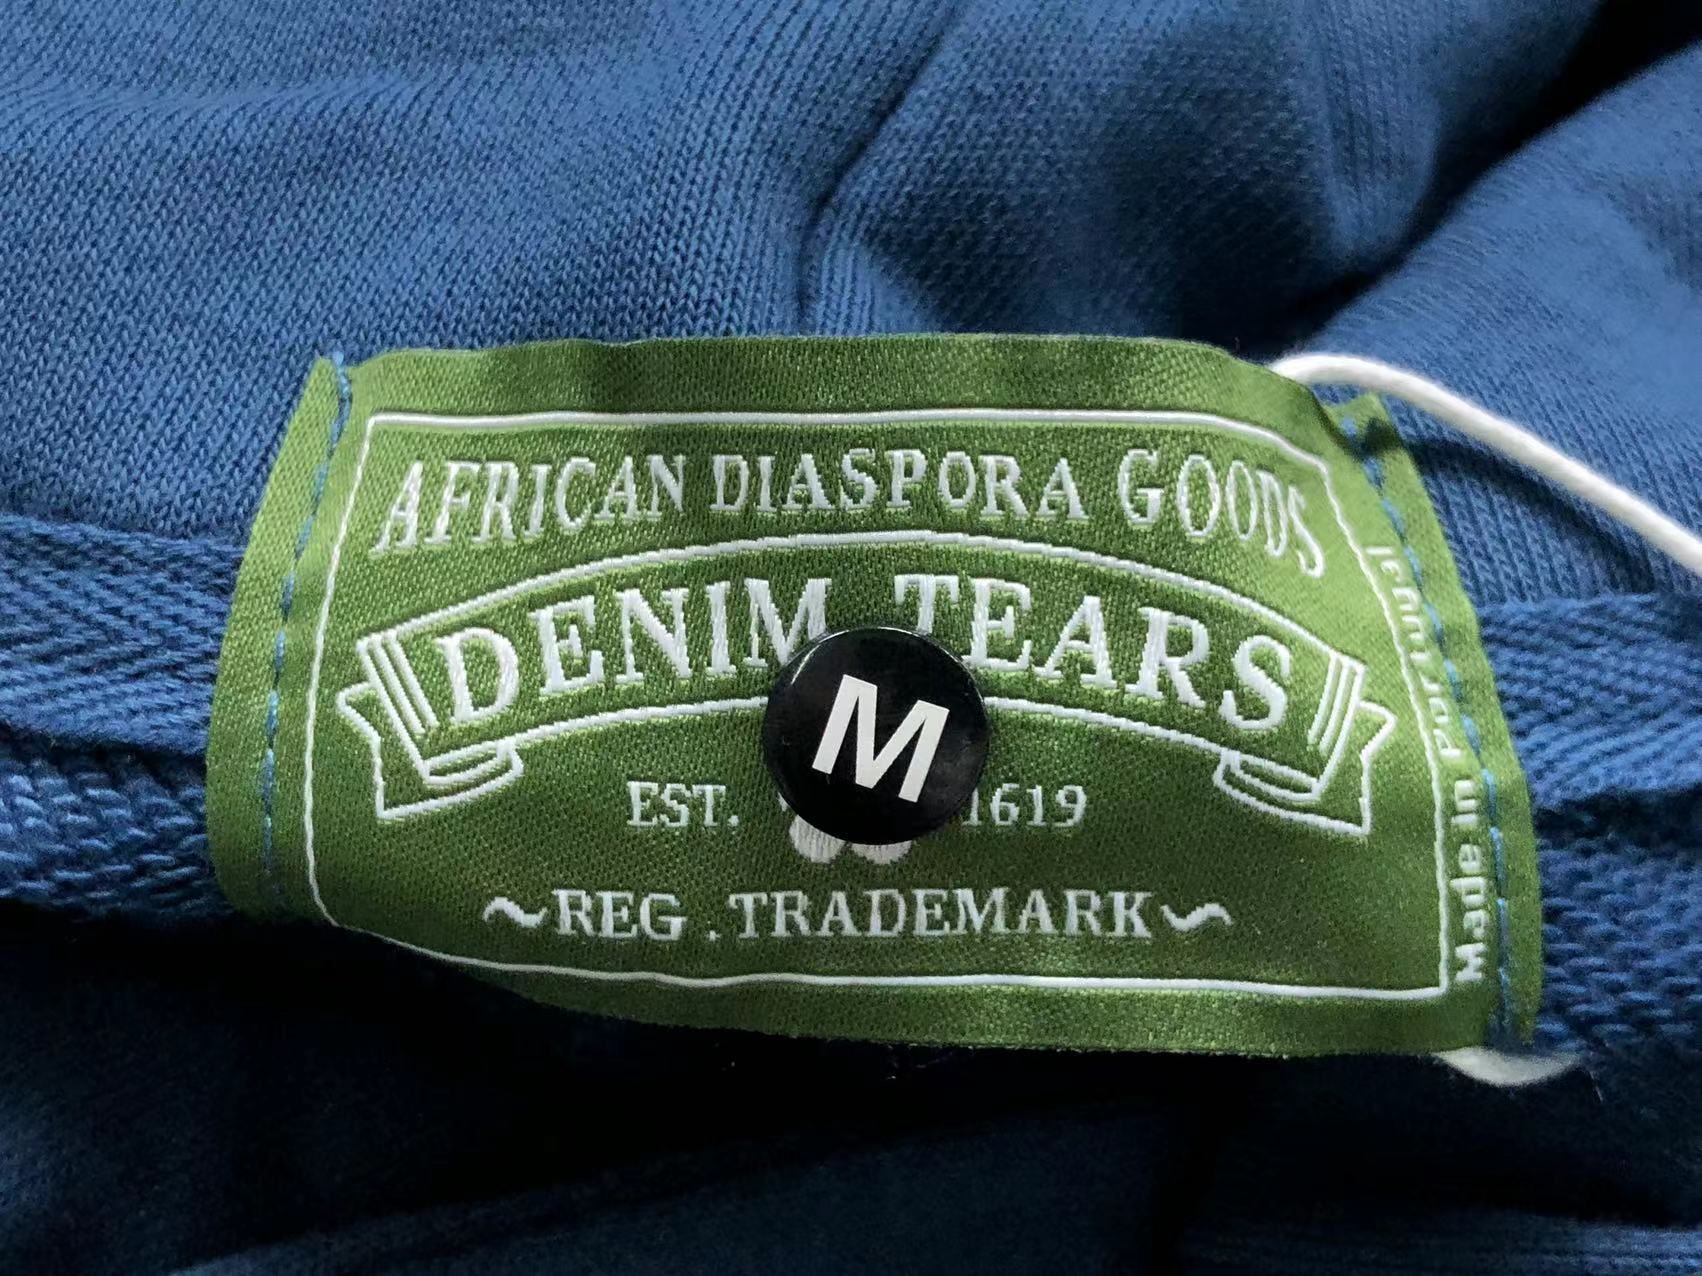 AFRICAN DIASPORA GOODS
DENIM TEARS
M
EST. 1619
~REG . TRADEMARK~
Made in Portugal